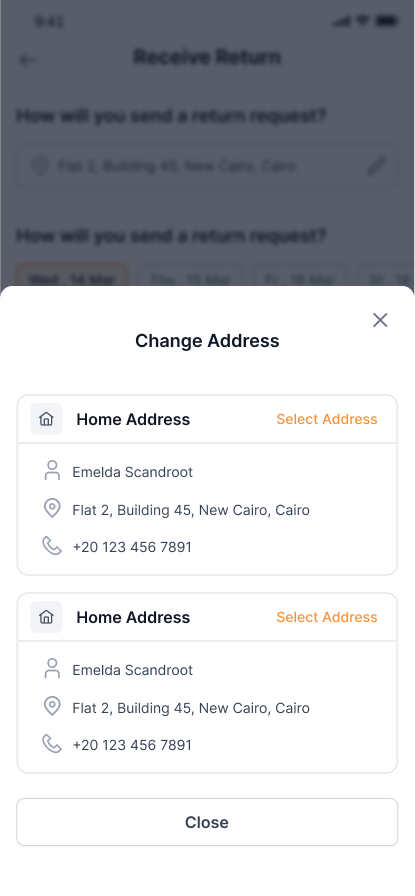 9:41
Receive Return
How will you send a return request?
Flat 2, Building 45, New Cairo, Cairo
How will you send a return request?
Wed , 14 Mar Thu , 15 Mar Fr , 16 Mar
Change Address
Home Address Select Address
Emelda Scandroot
Flat 2, Building 45, New Cairo, Cairo
+20 123 456 7891
Home Address Select Address
Emelda Scandroot
Flat 2, Building 45, New Cairo, Cairo
+20 123 456 7891
Close